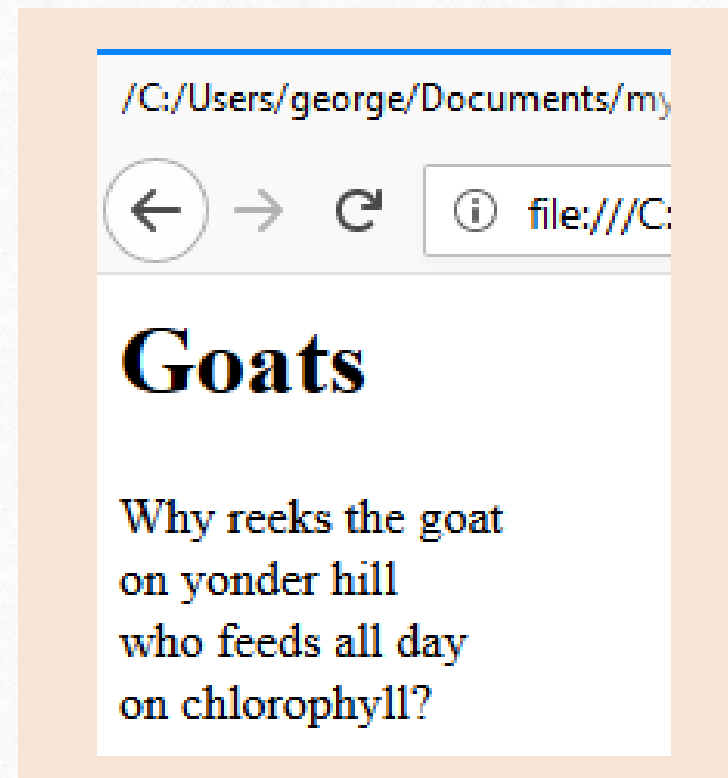 /C:/Users/george/Documents/my
file:///C:
Goats
Why reeks the goat
on yonder hill
who feeds all day
on chlorophyll?